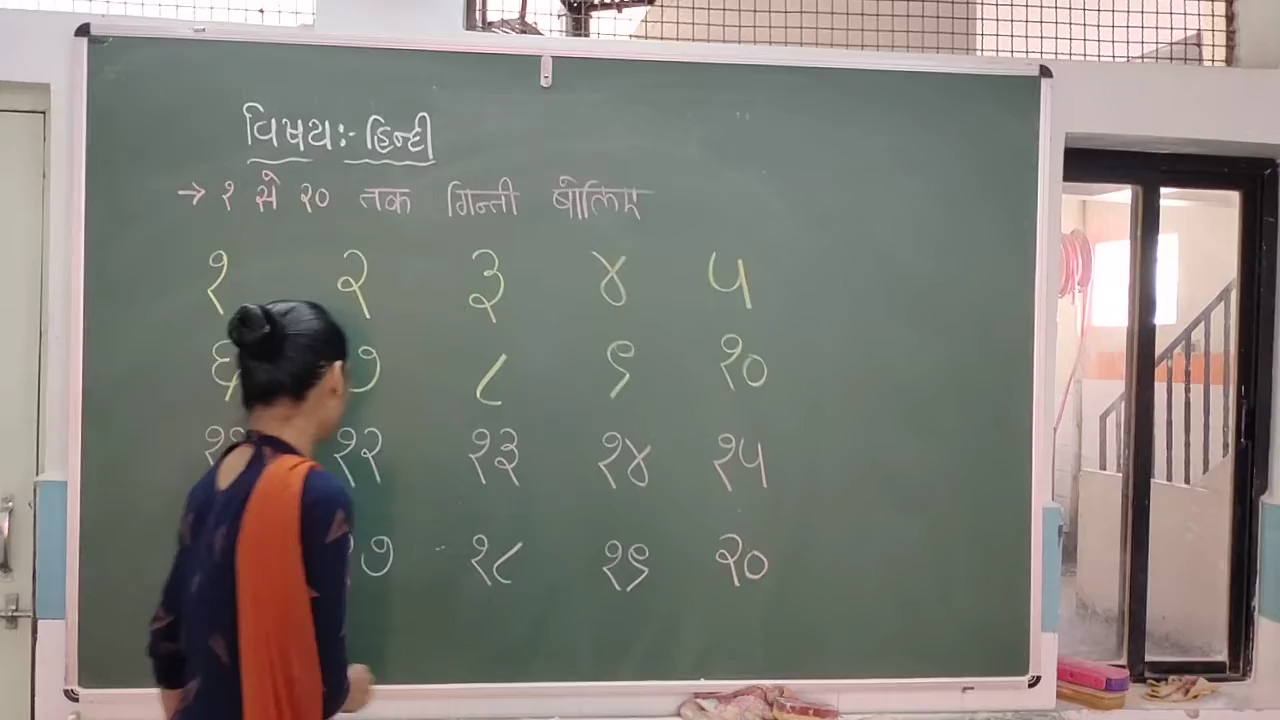 विषय:- हिन्दी
→ १ से २० तक गिन्ती बोलिए
१ २ ३ ४ ५
६ ७ ८ ९ १०
१२ १३ १४ १५
१८ १९ २०